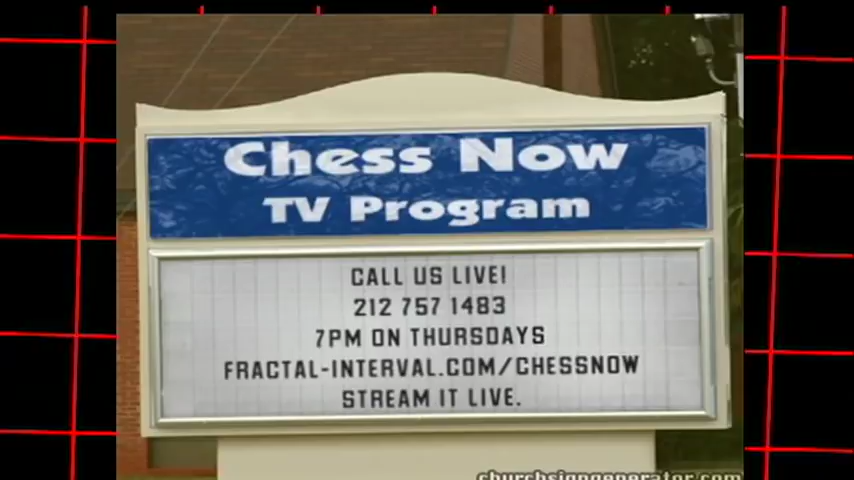 Chess Now
TV Program
CALL US LIVE!
212 757 1483
7PM ON THURSDAYS
FRACTAL-INTERVAL.COM/CHESSNOW
STREAM IT LIVE.
churchsigngenerator.com